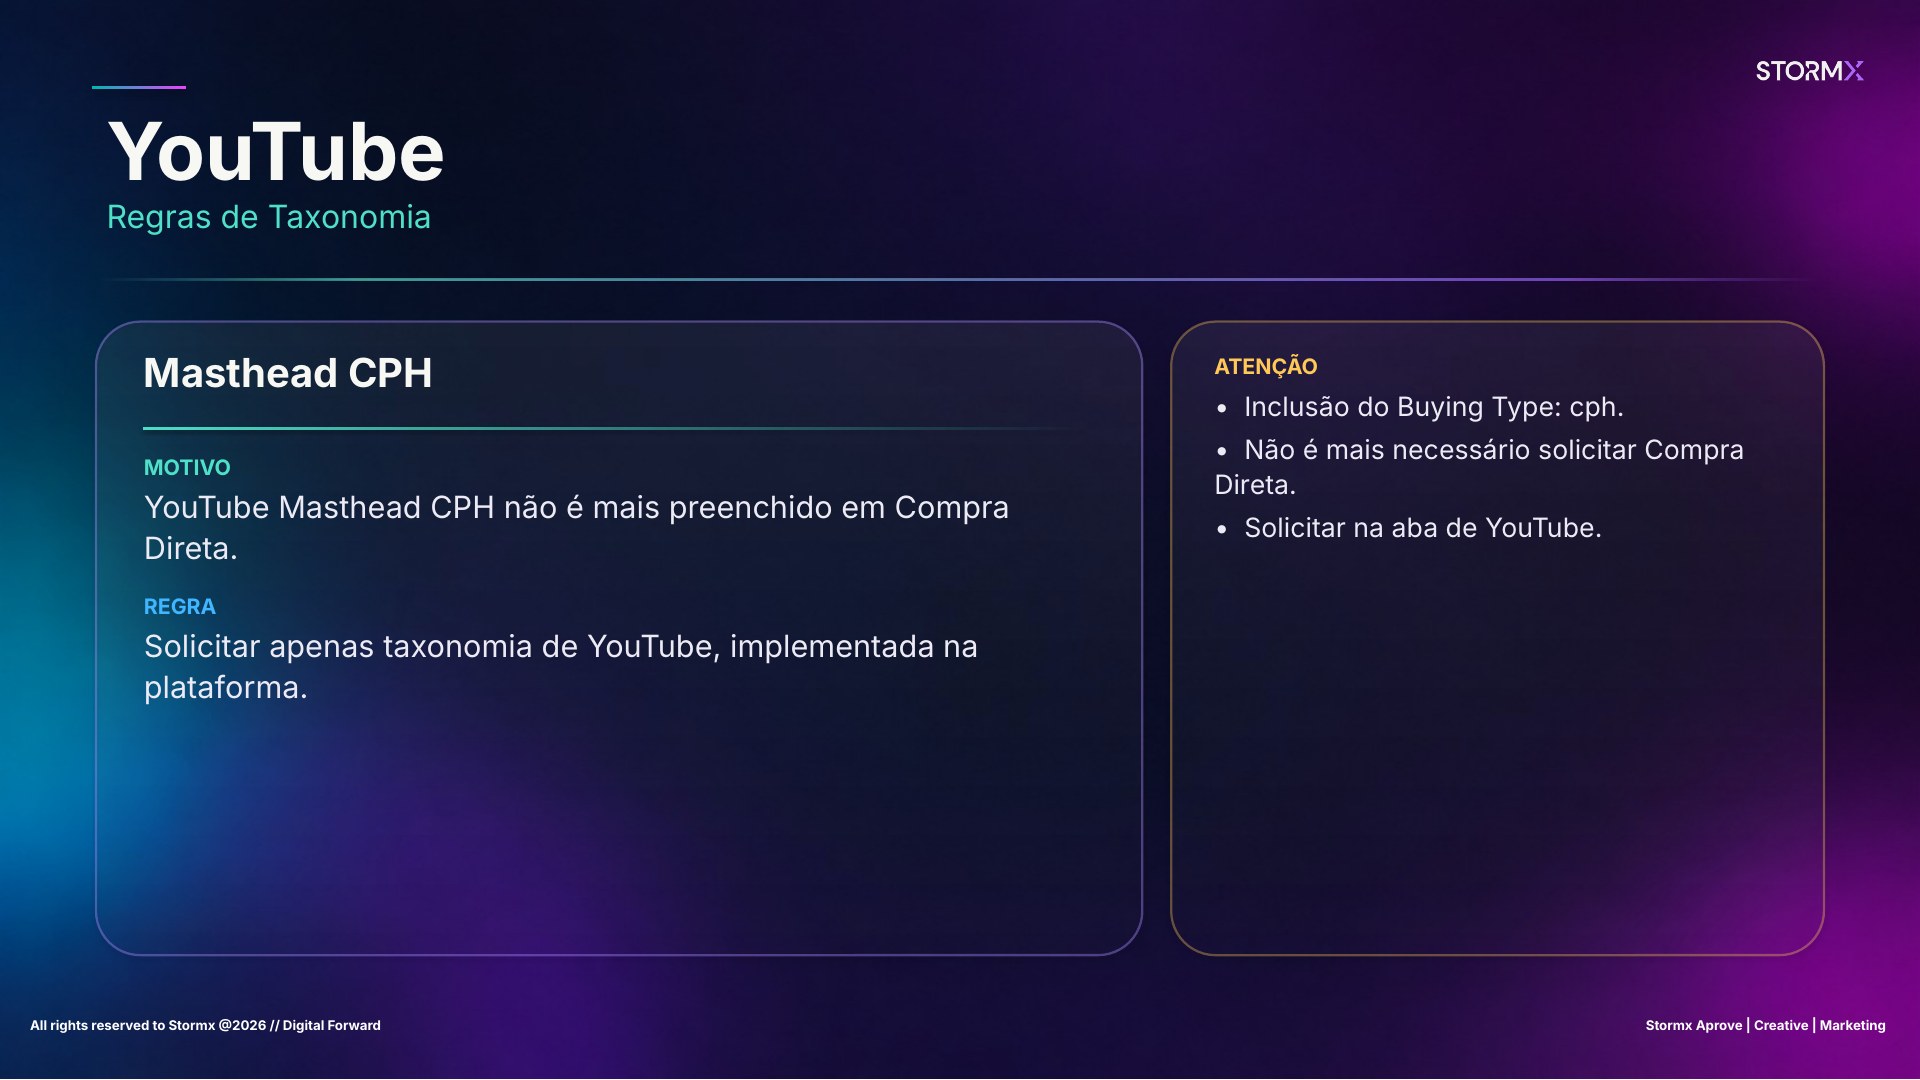 STORMX
YouTube
Regras de Taxonomia
Masthead CPH
MOTIVO
YouTube Masthead CPH não é mais preenchido em Compra
Direta.
REGRA
Solicitar apenas taxonomia de YouTube, implementada na
plataforma.
ATENÇÃO
• Inclusão do Buying Type: cph.
• Não é mais necessário solicitar Compra
Direta.
• Solicitar na aba de YouTube.
All rights reserved to Stormx @2026 // Digital Forward
Stormx Aprove | Creative | Marketing